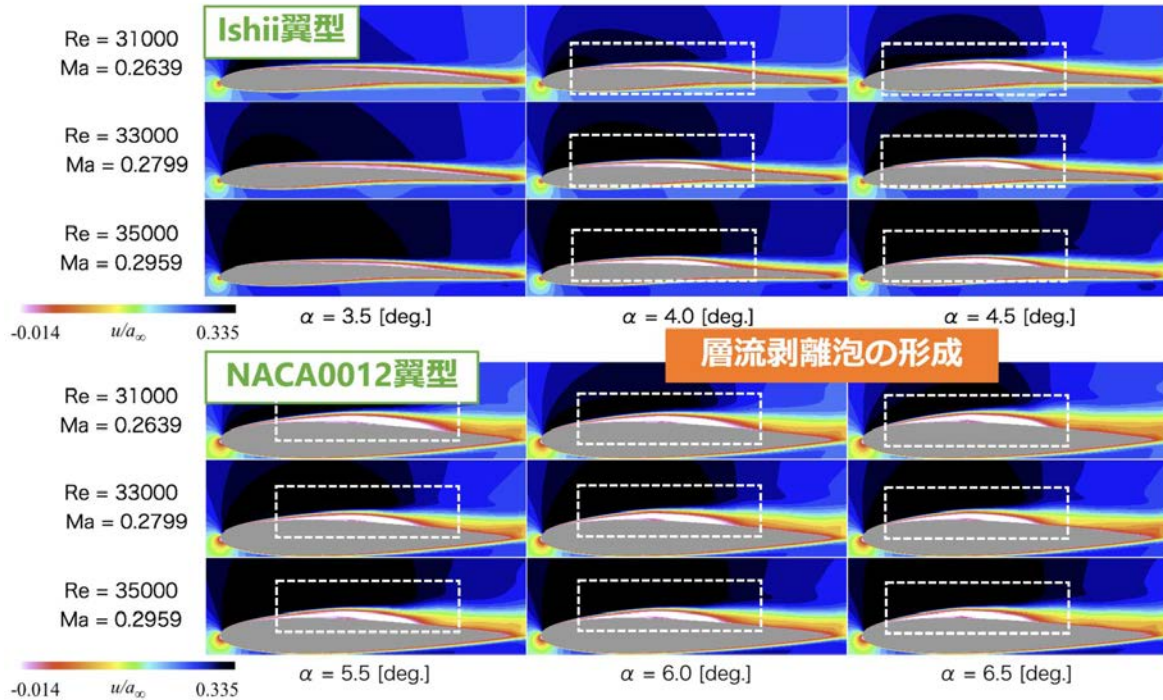 Ishii翼型
Re = 31000
Ma = 0.2639
Re = 33000
Ma = 0.2799
Re = 35000
Ma = 0.2959
-0.014 u/a∞ 0.335
α = 3.5 [deg.] α = 4.0 [deg.] α = 4.5 [deg.]
層流剥離泡の形成
NACA0012翼型
Re = 31000
Ma = 0.2639
Re = 33000
Ma = 0.2799
Re = 35000
Ma = 0.2959
-0.014 u/a∞ 0.335
α = 5.5 [deg.] α = 6.0 [deg.] α = 6.5 [deg.]